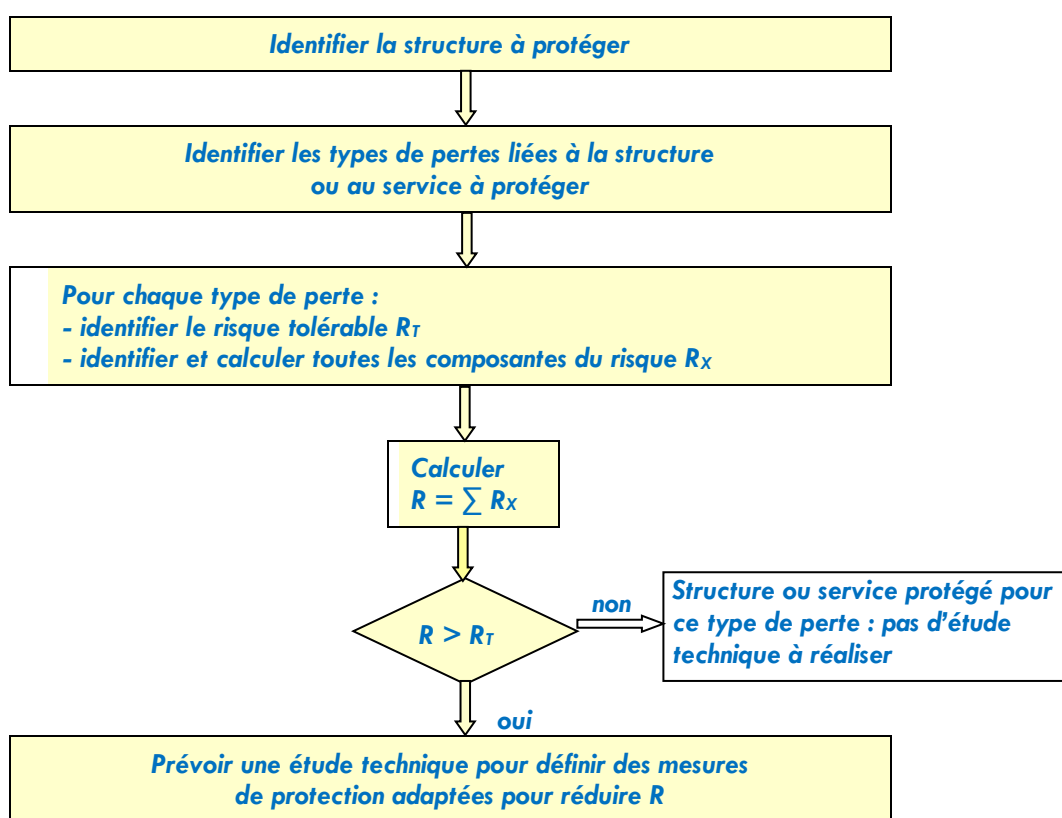 Identifier la structure à protéger
Identifier les types de pertes liées à la structure
ou au service à protéger
Pour chaque type de perte :
- identifier le risque tolérable RT
- identifier et calculer toutes les composantes du risque RX
Calculer
R = ∑ RX
R > RT
non
Structure ou service protégé pour
ce type de perte : pas d'étude
technique à réaliser
oui
Prévoir une étude technique pour définir des mesures
de protection adaptées pour réduire R